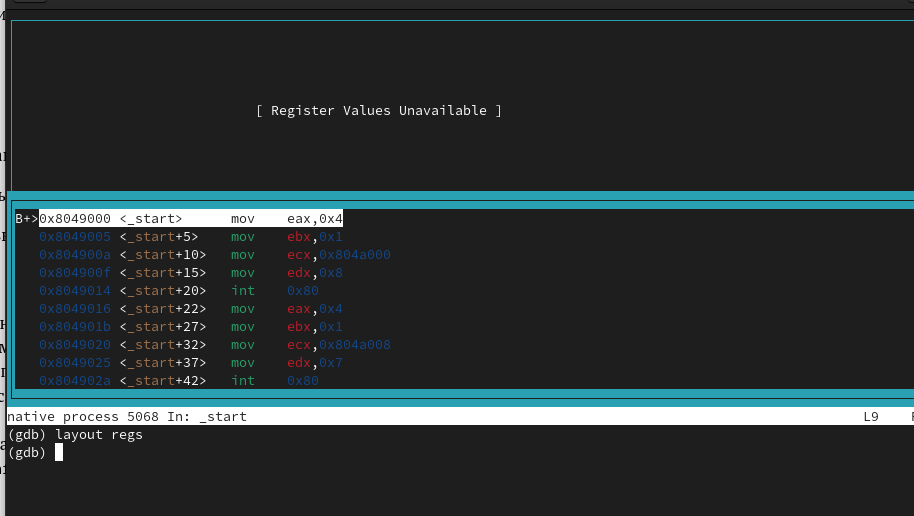 [ Register Values Unavailable ]
B+>0x8049000 <_start>      mov    eax,0x4
0x8049005 <_start+5>    mov    ebx,0x1
0x804900a <_start+10>   mov    ecx,0x804a000
0x804900f <_start+15>   mov    edx,0x8
0x8049014 <_start+20>   int    0x80
0x8049016 <_start+22>   mov    eax,0x4
0x804901b <_start+27>   mov    ebx,0x1
0x8049020 <_start+32>   mov    ecx,0x804a008
0x8049025 <_start+37>   mov    edx,0x7
0x804902a <_start+42>   int    0x80
native process 5068 In: _start L9
(gdb) layout regs
(gdb)